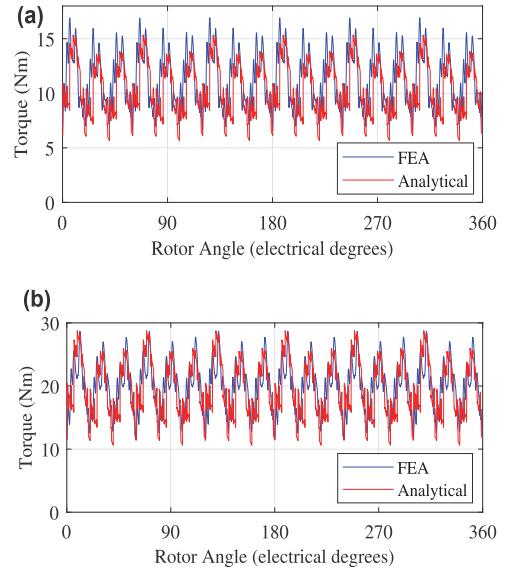 (a)
15
10
5
0
Torque (Nm)
FEA
Analytical
0 90 180 270 360
Rotor Angle (electrical degrees)
(b)
30
20
10
0
Torque (Nm)
FEA
Analytical
0 90 180 270 360
Rotor Angle (electrical degrees)